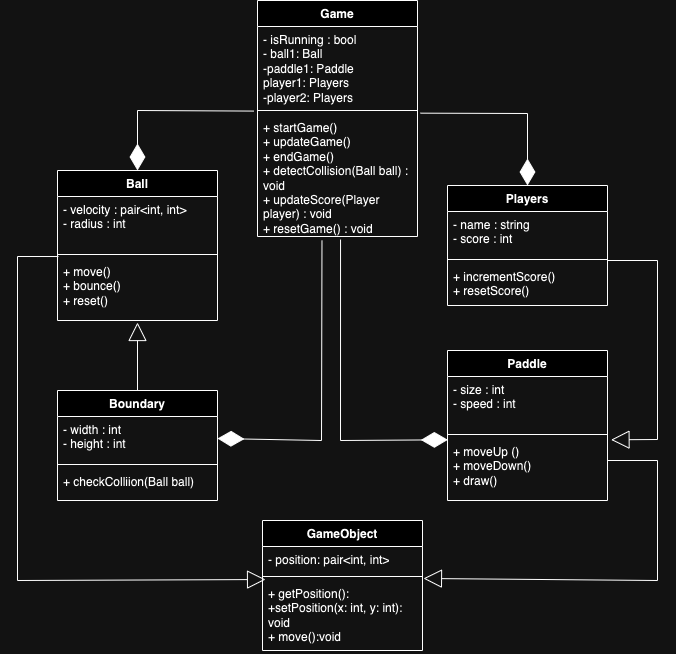 Game
- isRunning : bool
- ball1: Ball
-paddle1: Paddle
player1: Players
-player2: Players
+ startGame()
+ updateGame()
+ endGame()
+ detectCollision(Ball ball) :
void
+ updateScore(Player
player) : void
+ resetGame() : void
Ball
- velocity : pair<int, int>
- radius : int
+ move()
+ bounce()
+ reset()
Players
- name : string
- score : int
+ incrementScore()
+ resetScore()
Boundary
- width : int
- height : int
+ checkColliion(Ball ball)
Paddle
- size : int
- speed : int
+ moveUp ()
+ moveDown()
+ draw()
GameObject
- position: pair<int, int>
+ getPosition():
+setPosition(x: int, y: int):
void
+ move():void